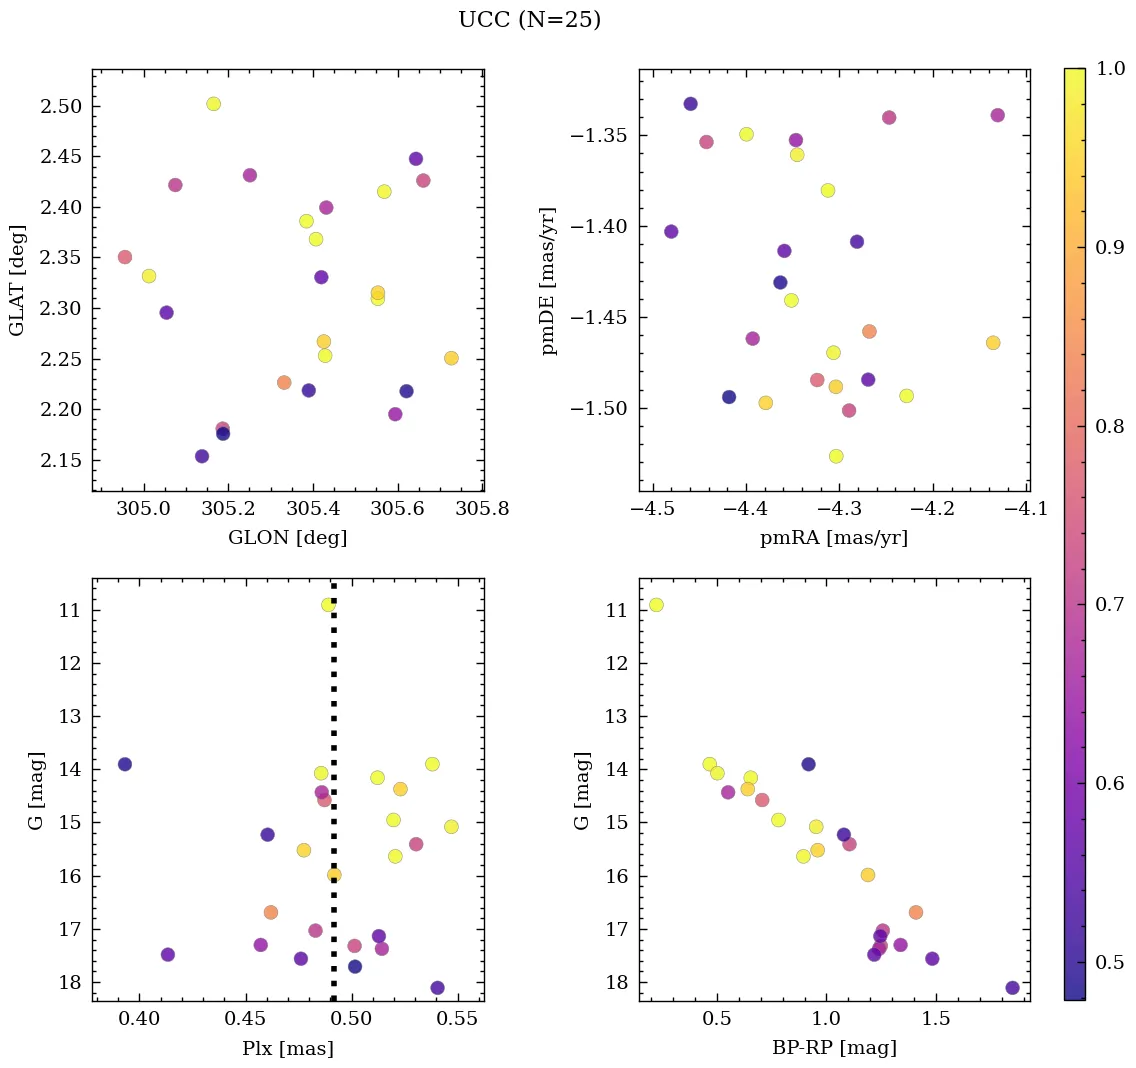 UCC (N=25)
2.50
2.45
2.40
2.35
2.30
2.25
2.20
2.15
GLAT [deg]
305.0 305.2 305.4 305.6 305.8
GLON [deg]
−1.35
−1.40
−1.45
−1.50
pmDE [mas/yr]
−4.5 −4.4 −4.3 −4.2 −4.1
pmRA [mas/yr]
11
12
13
14
15
16
17
18
G [mag]
0.40 0.45 0.50 0.55
Plx [mas]
11
12
13
14
15
16
17
18
G [mag]
0.5 1.0 1.5
BP-RP [mag]
1.0
0.9
0.8
0.7
0.6
0.5